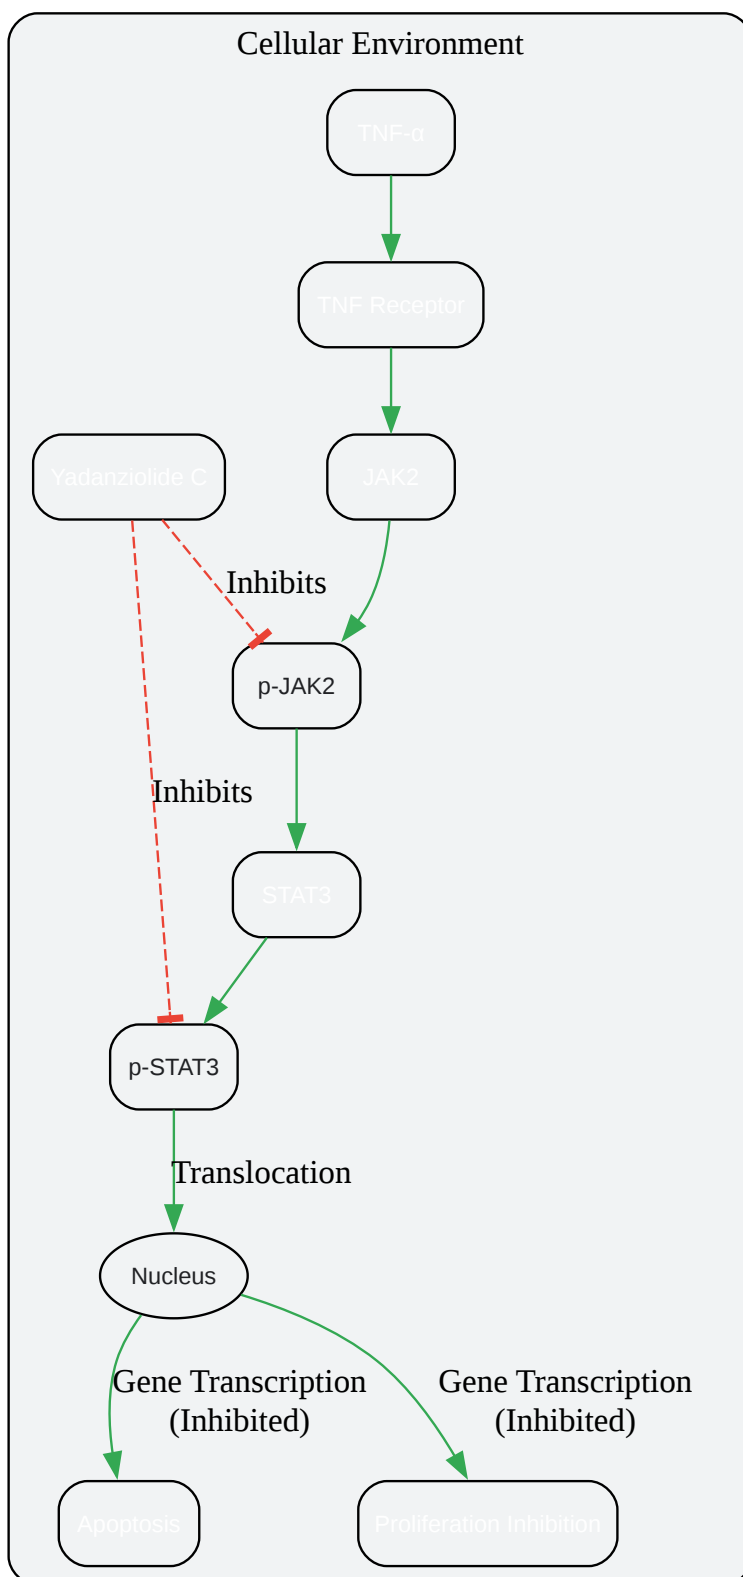 Cellular Environment
TNF-α
TNF Receptor
Yadanziolide C
JAK2
Inhibits
p-JAK2
Inhibits
STAT3
p-STAT3
Translocation
Nucleus
Gene Transcription
(Inhibited)
Gene Transcription
(Inhibited)
Apoptosis
Proliferation Inhibition